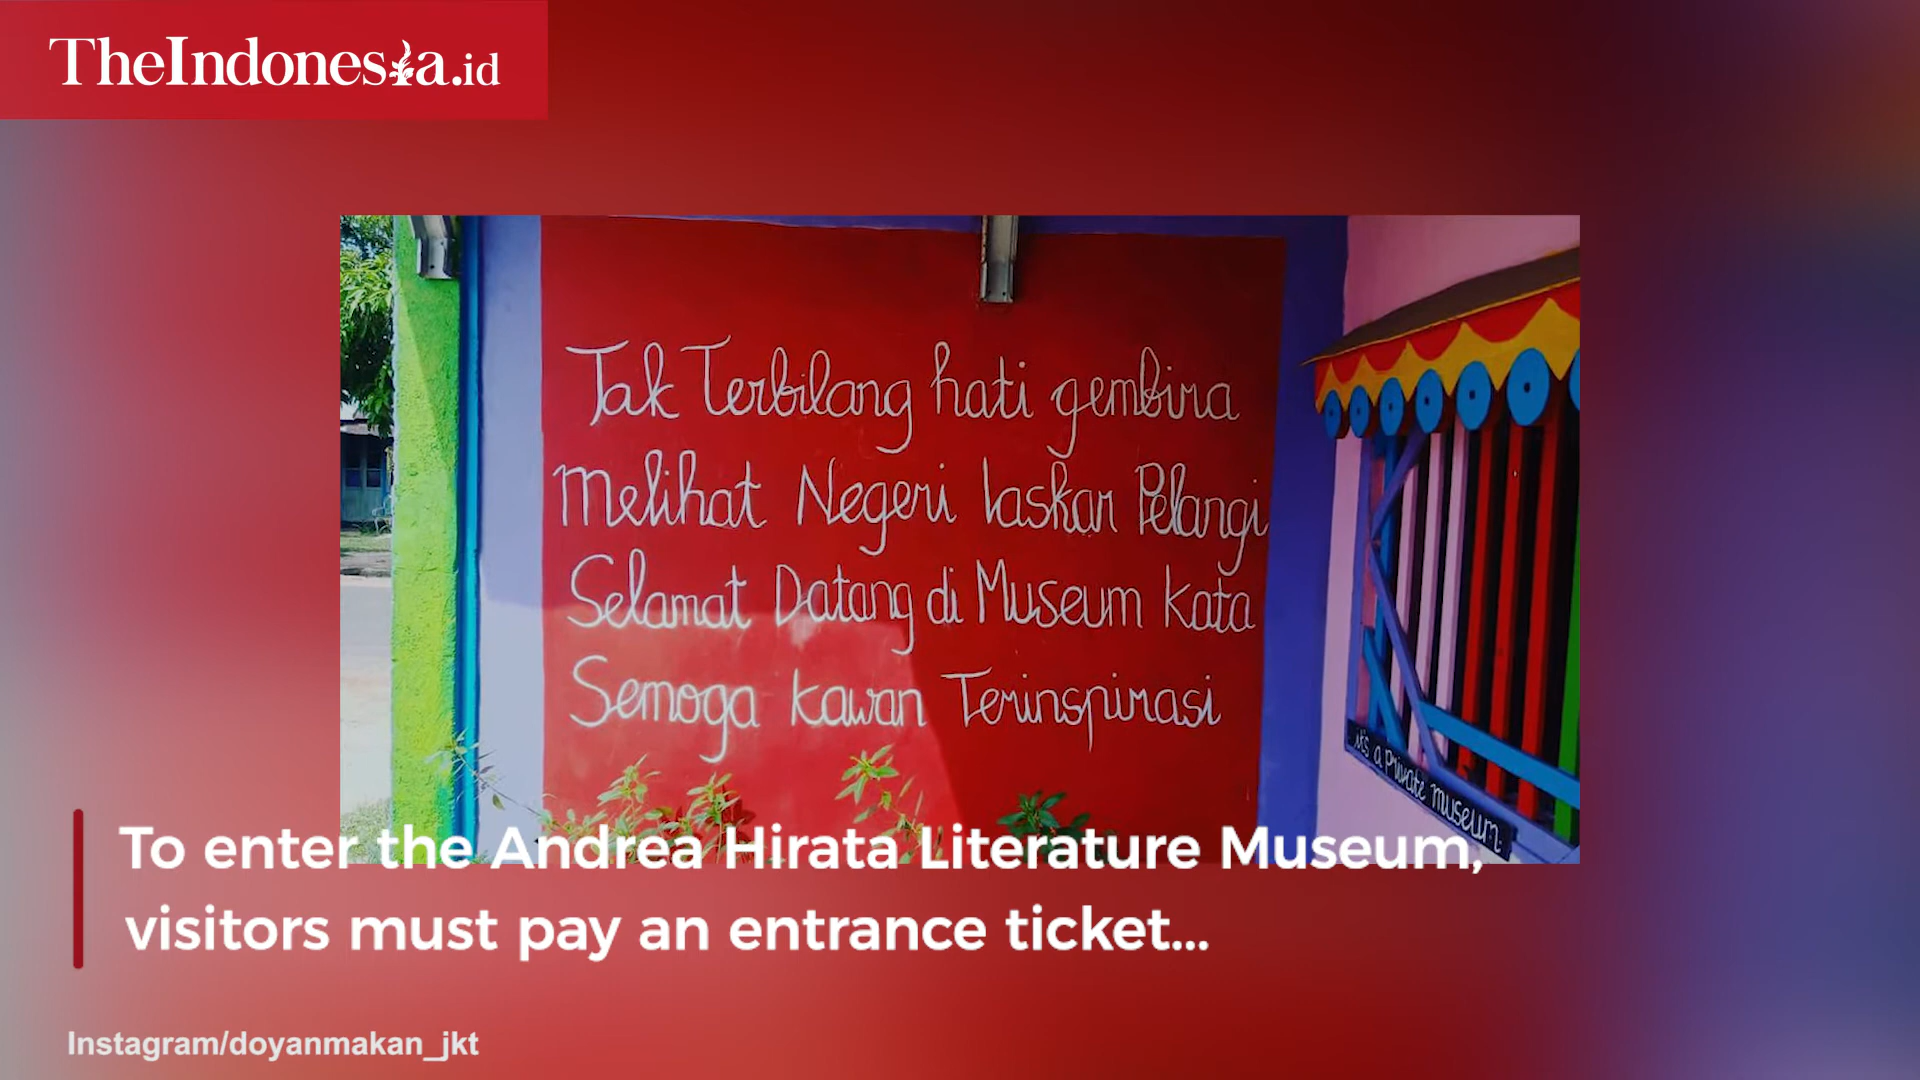 TheIndonesia.id
Tak Terbilang hati gembira
Melihat Negeri Laskar Pelangi
Selamat Datang di Museum Kata
Semoga kawan Terinspirasi
it's a private museum
To enter the Andrea Hirata Literature Museum,
visitors must pay an entrance ticket...
Instagram/doyanmakan_jkt